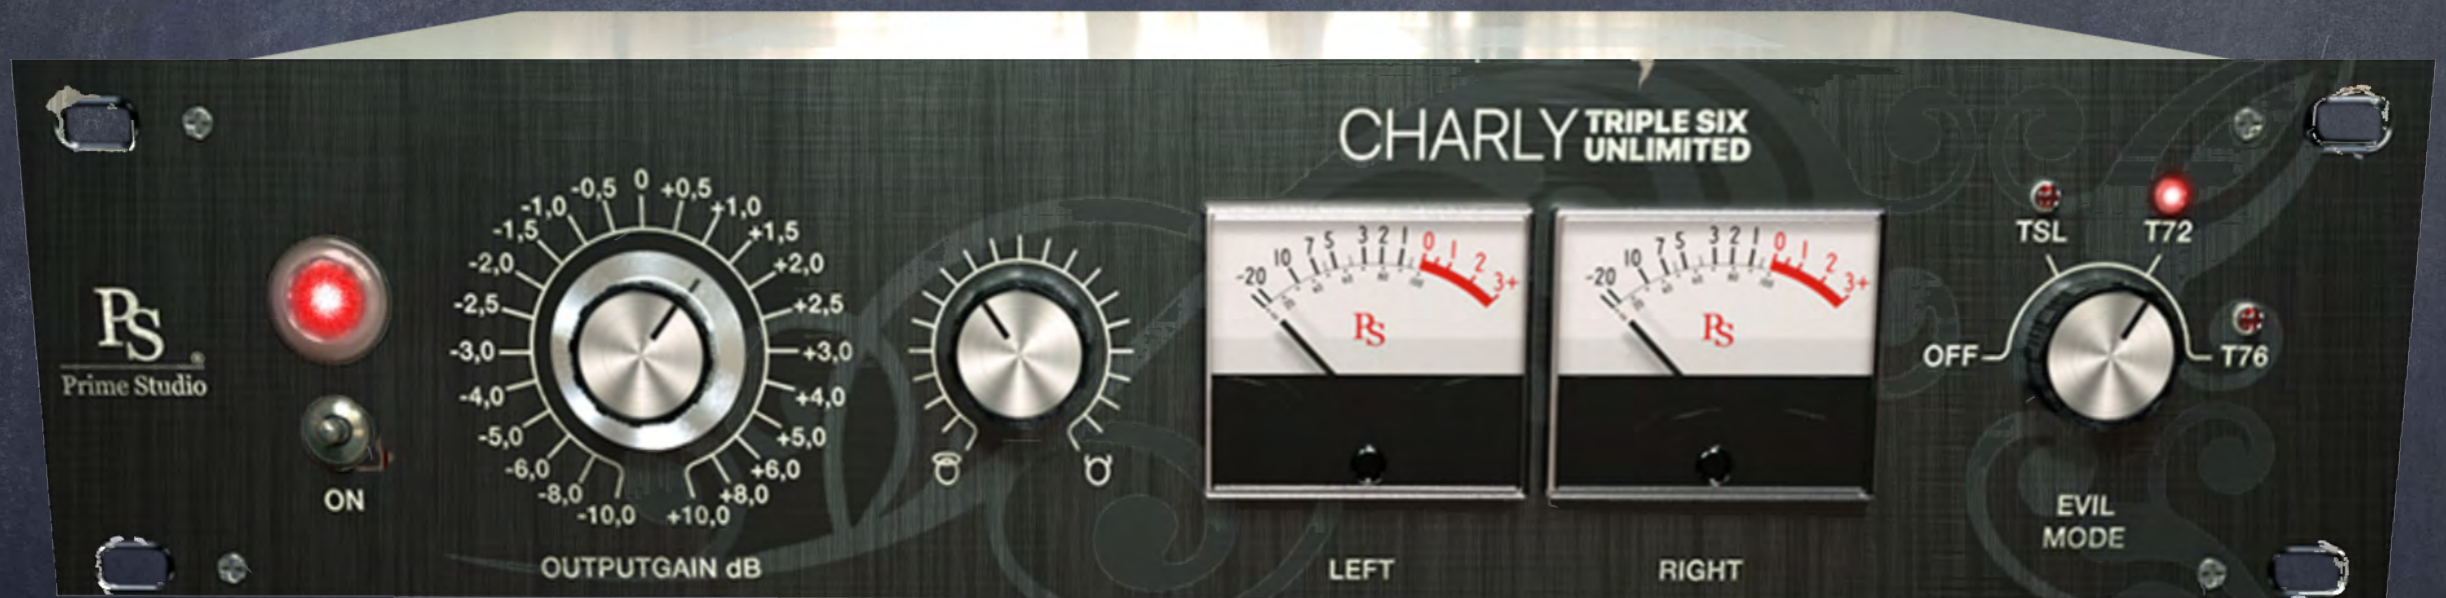 CHARLY TRIPLE SIX
UNLIMITED
PS
®
Prime Studio
ON
0
+0,5
+1,0
+1,5
+2,0
+2,5
+3,0
+4,0
+5,0
+6,0
+8,0
+10,0
-0,5
-1,0
-1,5
-2,0
-2,5
-3,0
-4,0
-5,0
-6,0
-8,0
-10,0
OUTPUTGAIN dB
-20 10 7 5 3 2 1 0 1 2 3+
PS
LEFT
-20 10 7 5 3 2 1 0 1 2 3+
PS
RIGHT
TSL
T72
OFF
T76
EVIL
MODE